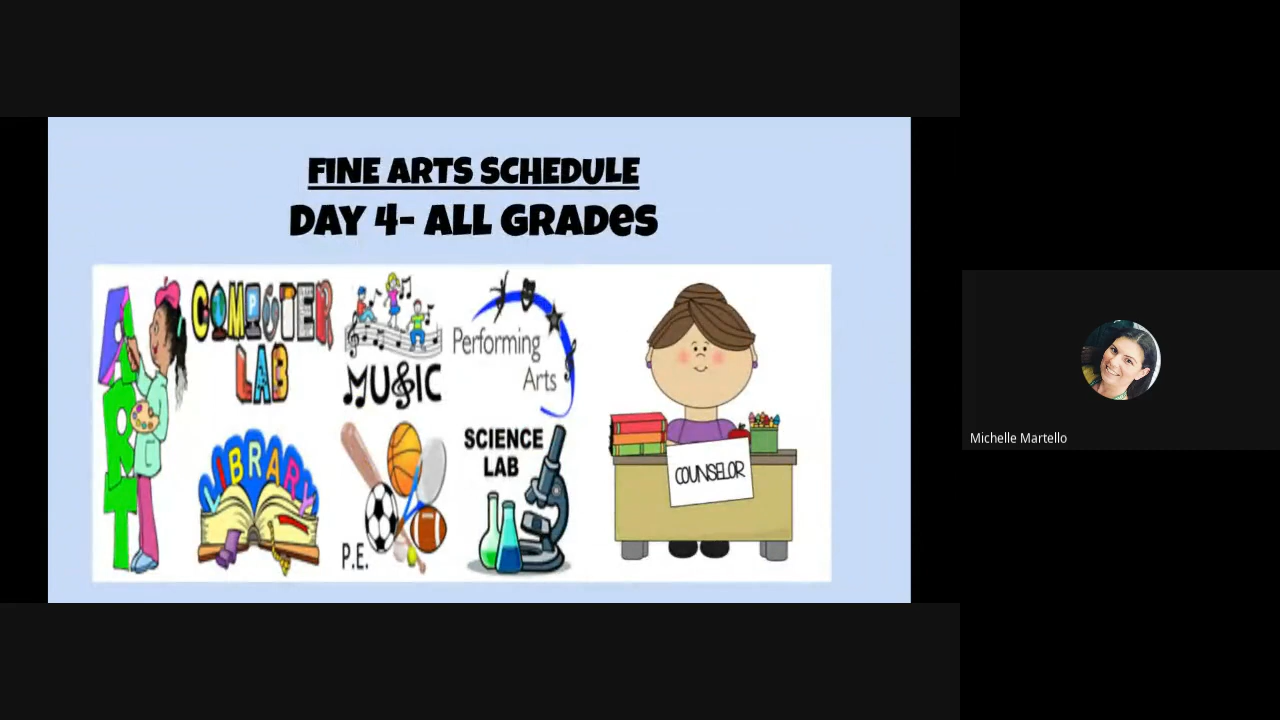 FINE ARTS SCHEDULE
DAY 4- ALL GRADES
ART
COMPUTER
LAB
MUSIC
Performing
Arts
LIBRARY
P.E.
SCIENCE
LAB
COUNSELOR
Michelle Martello